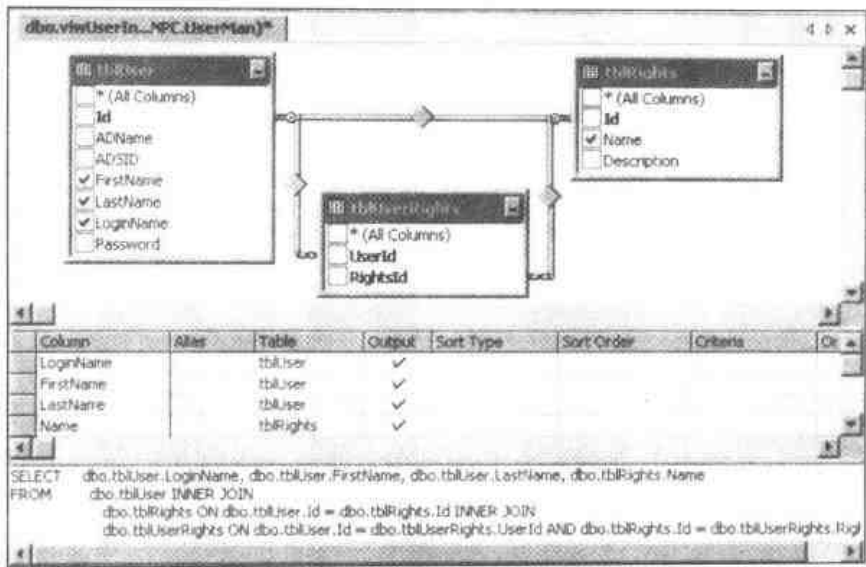 dbo.viwUserIn...NPC.UserMan)*
tblUser
* (All Columns)
Id
ADName
ADSID
FirstName
LastName
LoginName
Password
tblRights
* (All Columns)
Id
Name
Description
tblUserRights
* (All Columns)
UserId
RightsId
Column Alias Table Output Sort Type Sort Order Criteria Or
LoginName tblUser
FirstName tblUser
LastName tblUser
Name tblRights
SELECT dbo.tblUser.LoginName, dbo.tblUser.FirstName, dbo.tblUser.LastName, dbo.tblRights.Name
FROM dbo.tblUser INNER JOIN
dbo.tblRights ON dbo.tblUser.Id = dbo.tblRights.Id INNER JOIN
dbo.tblUserRights ON dbo.tblUser.Id = dbo.tblUserRights.UserId AND dbo.tblRights.Id = dbo.tblUserRights.Righ